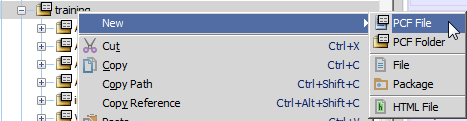 training
New
PCF File
PCF Folder
File
Package
HTML File
Cut Ctrl+X
Copy Ctrl+C
Copy Path Ctrl+Shift+C
Copy Reference Ctrl+Alt+Shift+C